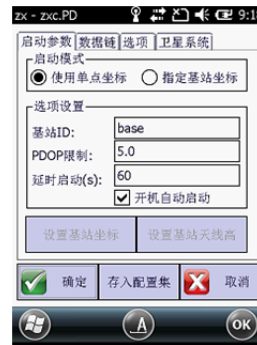 zx - zxc.PD 9:1
启动参数 数据链 选项 卫星系统
启动模式
使用单点坐标 指定基站坐标
选项设置
基站ID: base
PDOP限制: 5.0
延时启动(s): 60
开机自动启动
设置基站坐标 设置基站天线高
确定 存入配置集 取消
A OK